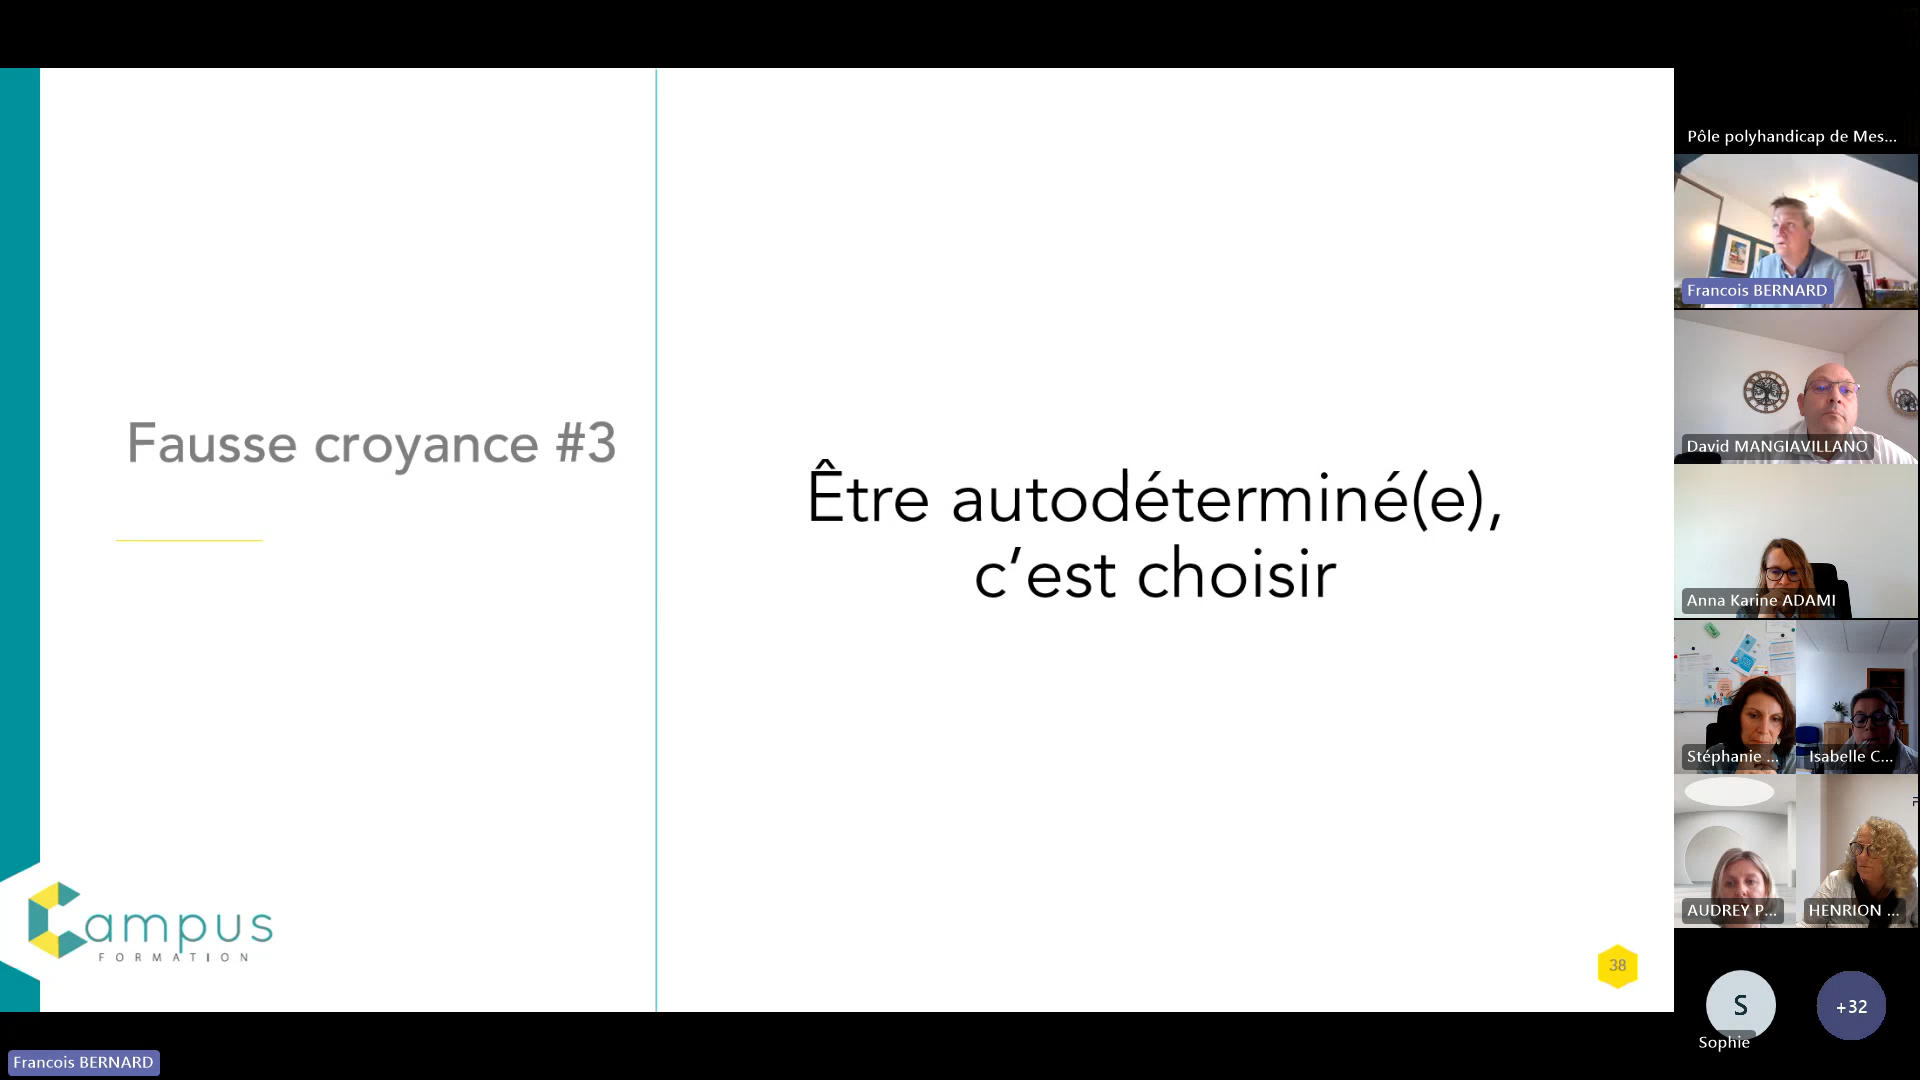 Fausse croyance #3
Être autodéterminé(e),
c’est choisir
Campus
FORMATION
38
Pôle polyhandicap de Mes...
Francois BERNARD
David MANGIAVILLANO
Anna Karine ADAMI
Stéphanie ...
Isabelle C...
AUDREY P...
HENRION ...
S
Sophie
+32
Francois BERNARD